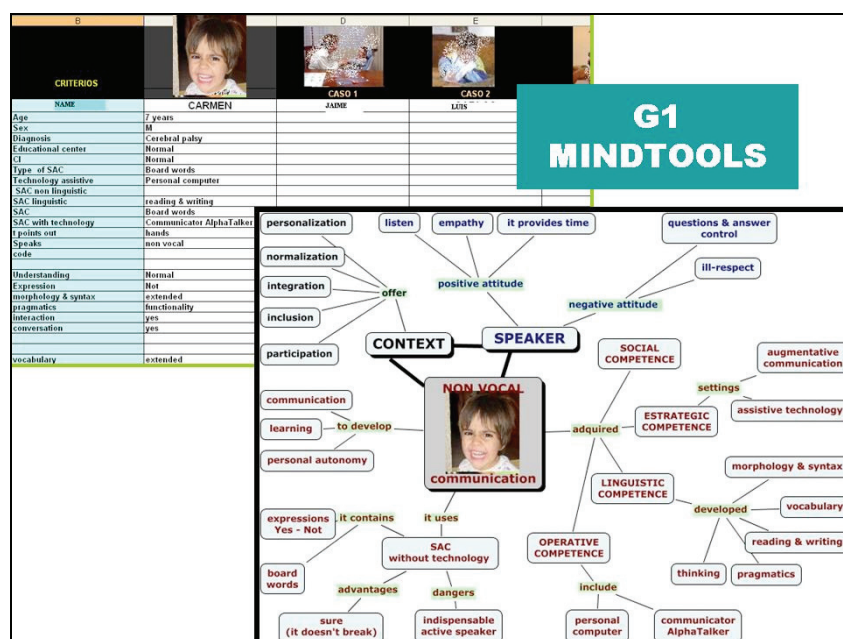 B D E
CRITERIOS CASO 1 CASO 2
NAME CARMEN JAIME LUIS
Age 7 years
Sex M
Diagnosis Cerebral palsy
Educational center Normal
CI Normal
Type of SAC Board words
Technology assistive Personal computer
SAC non linguistic
SAC linguistic reading & writing
SAC Board words
SAC with technology Communicator AlphaTalker
t points out hands
Speaks non vocal
code
Understanding Normal
Expression Not
morphology & syntax extended
pragmatics functionality
interaction yes
conversation yes
vocabulary extended
G1
MINDTOOLS
personalization
normalization
integration
inclusion
participation
offer
CONTEXT
listen
empathy
it provides time
positive attitude
questions & answer
control
ill-respect
negative attitude
SPEAKER
NON VOCAL
communication
communication
learning
personal autonomy
to develop
adquired
SOCIAL
COMPETENCE
ESTRATEGIC
COMPETENCE
settings
augmentative
communication
assistive technology
LINGUISTIC
COMPETENCE
developed
morphology & syntax
vocabulary
reading & writing
pragmatics
thinking
OPERATIVE
COMPETENCE
include
personal
computer
communicator
AlphaTalker
it uses
SAC
without technology
it contains
expressions
Yes - Not
board
words
advantages
sure
(it doesn't break)
dangers
indispensable
active speaker